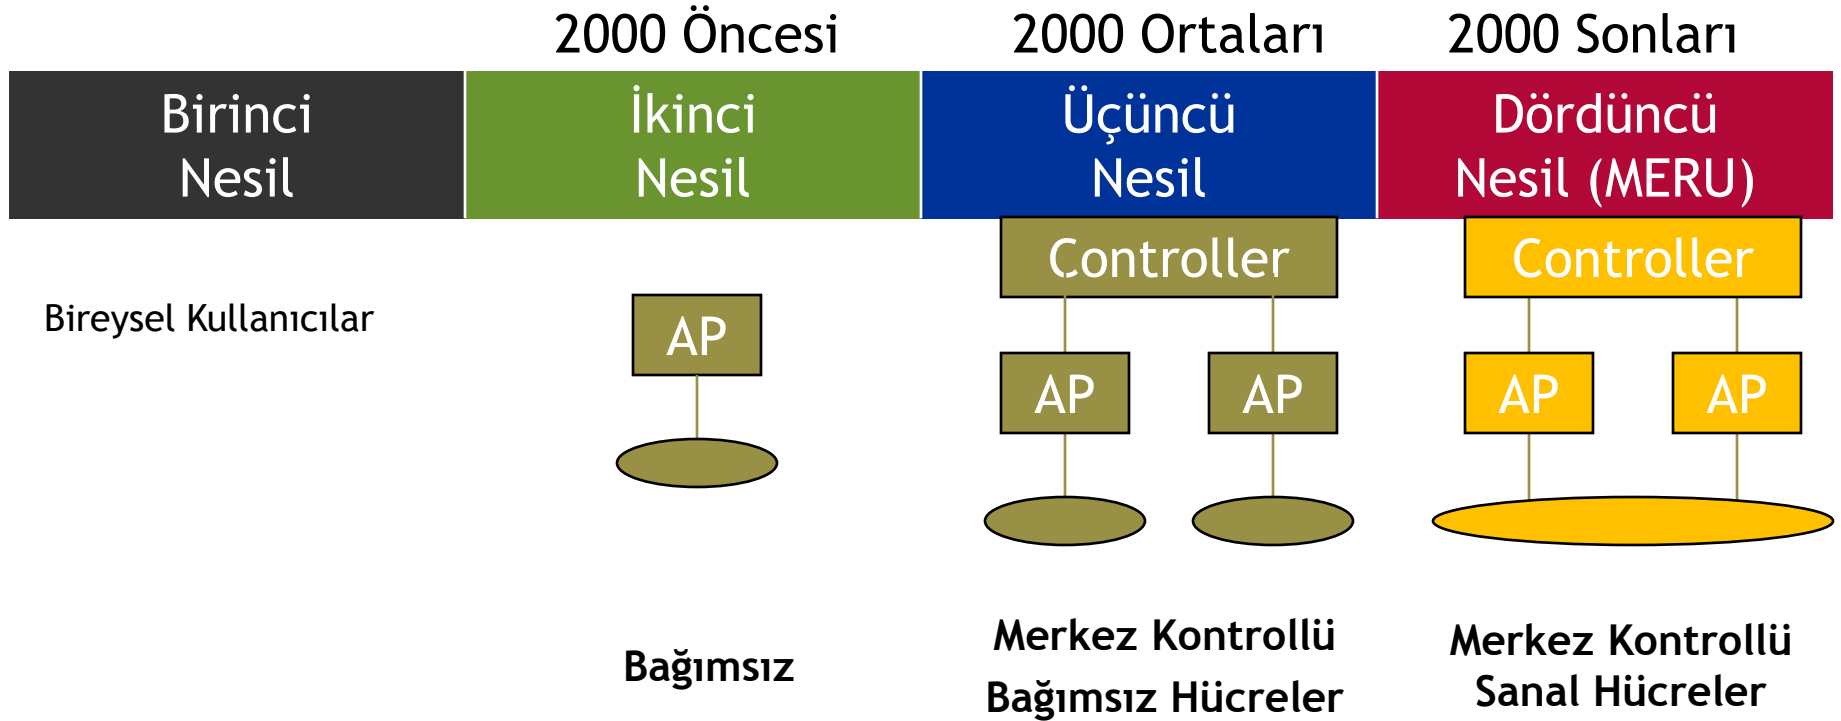 2000 Öncesi
2000 Ortaları
2000 Sonları
Birinci
Nesil
İkinci
Nesil
Üçüncü
Nesil
Dördüncü
Nesil (MERU)
Bireysel Kullanıcılar
AP
Controller
AP
AP
Controller
AP
AP
Bağımsız
Merkez Kontrollü
Bağımsız Hücreler
Merkez Kontrollü
Sanal Hücreler